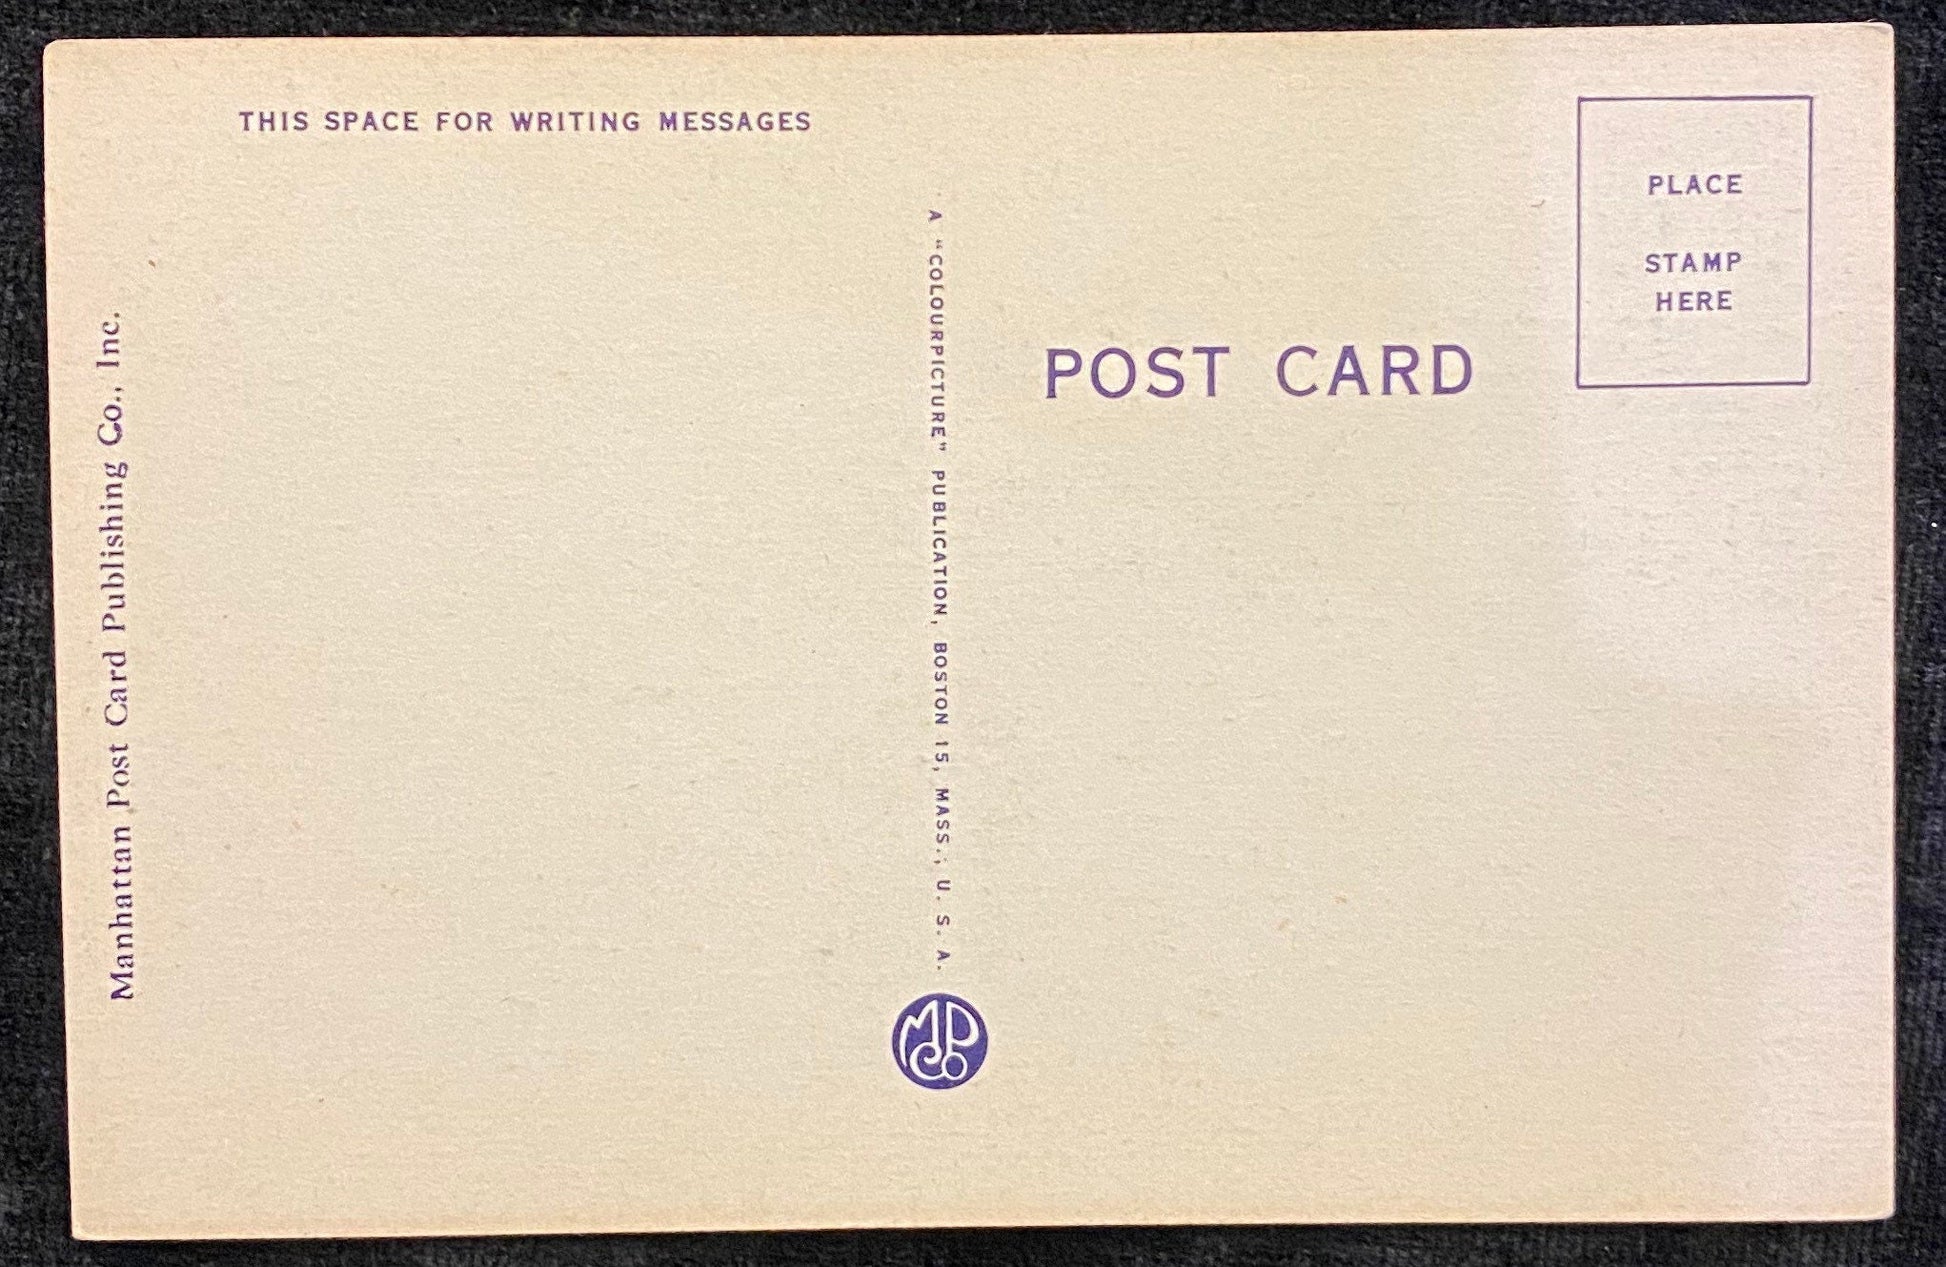 THIS SPACE FOR WRITING MESSAGES
Manhattan Post Card Publishing Co., Inc.
A "COLOURPICTURE" PUBLICATION, BOSTON 15, MASS., U. S. A.
MPCo
POST CARD
PLACE
STAMP
HERE